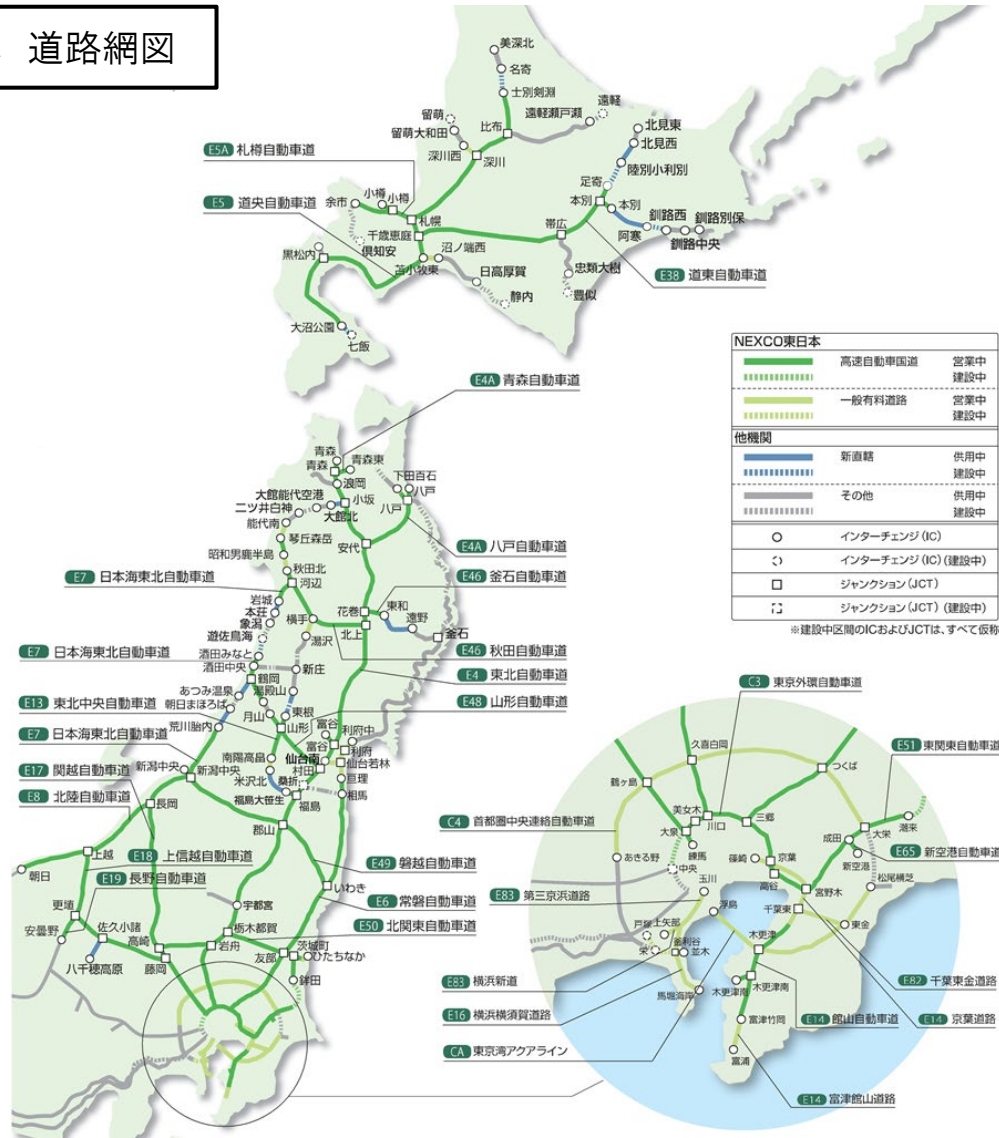 道路網図
美深北
名寄
士別剣淵
留萌
留萌大和田
比布
遠軽瀬戸瀬
遠軽
北見東
北見西
深川西
深川
陸別小利別
E5A 札樽自動車道
足寄
本別
本別
小樽
小樽
余市
E5 道央自動車道
札幌
帯広
釧路西
釧路別保
阿寒
釧路中央
千歳恵庭
倶知安
沼ノ端西
黒松内
苫小牧東
日高厚賀
忠類大樹
E38 道東自動車道
静内
豊似
大沼公園
七飯
NEXCO東日本
高速自動車国道 営業中
建設中
一般有料道路 営業中
建設中
他機関
新直轄 供用中
建設中
その他 供用中
建設中
インターチェンジ(IC)
インターチェンジ(IC)(建設中)
ジャンクション(JCT)
ジャンクション(JCT)(建設中)
※建設中区間のICおよびJCTは、すべて仮称
E4A 青森自動車道
青森
青森
青森東
浪岡
下田百石
八戸
八戸
大館能代空港
小坂
二ツ井白神
大館北
能代南
琴丘森岳
安代
E4A 八戸自動車道
昭和男鹿半島
秋田北
E46 釜石自動車道
E7 日本海東北自動車道
河辺
岩城
本荘
象潟
花巻
東和
横手
北上
遠野
釜石
遊佐鳥海
湯沢
E46 秋田自動車道
E7 日本海東北自動車道
酒田みなと
酒田中央
新庄
E4 東北自動車道
鶴岡
E13 東北中央自動車道
あつみ温泉
湯殿山
朝日まほろば
東根
E48 山形自動車道
月山
山形
富谷
利府中
荒川胎内
富谷
利府
E7 日本海東北自動車道
南陽高畠
仙台南
仙台若林
村田
亘理
E17 関越自動車道
新潟中央
新潟中央
米沢北
桑折
相馬
E8 北陸自動車道
福島大笹生
福島
長岡
郡山
上越
E18 上信越自動車道
E49 磐越自動車道
朝日
E19 長野自動車道
いわき
更埴
宇都宮
E6 常磐自動車道
佐久小諸
栃木都賀
E50 北関東自動車道
安曇野
高崎
岩舟
茨城町
八千穂高原
藤岡
友部
ひたちなか
鉾田
C3 東京外環自動車道
久喜白岡
E51 東関東自動車道
鶴ヶ島
つくば
美女木
C4 首都圏中央連絡自動車道
川口
三郷
大泉
成田
大栄
潮来
あきる野
練馬
篠崎
京葉
新空港
E65 新空港自動車道
中央
玉川
高谷
宮野木
松尾横芝
E83 第三京浜道路
浮島
千葉東
戸塚
上矢部
東金
栄
釜利谷
並木
木更津
E83 横浜新道
馬堀海岸
木更津南
木更津南
E82 千葉東金道路
E16 横浜横須賀道路
富津竹岡
E14 館山自動車道
E14 京葉道路
CA 東京湾アクアライン
富浦
E14 富津館山道路